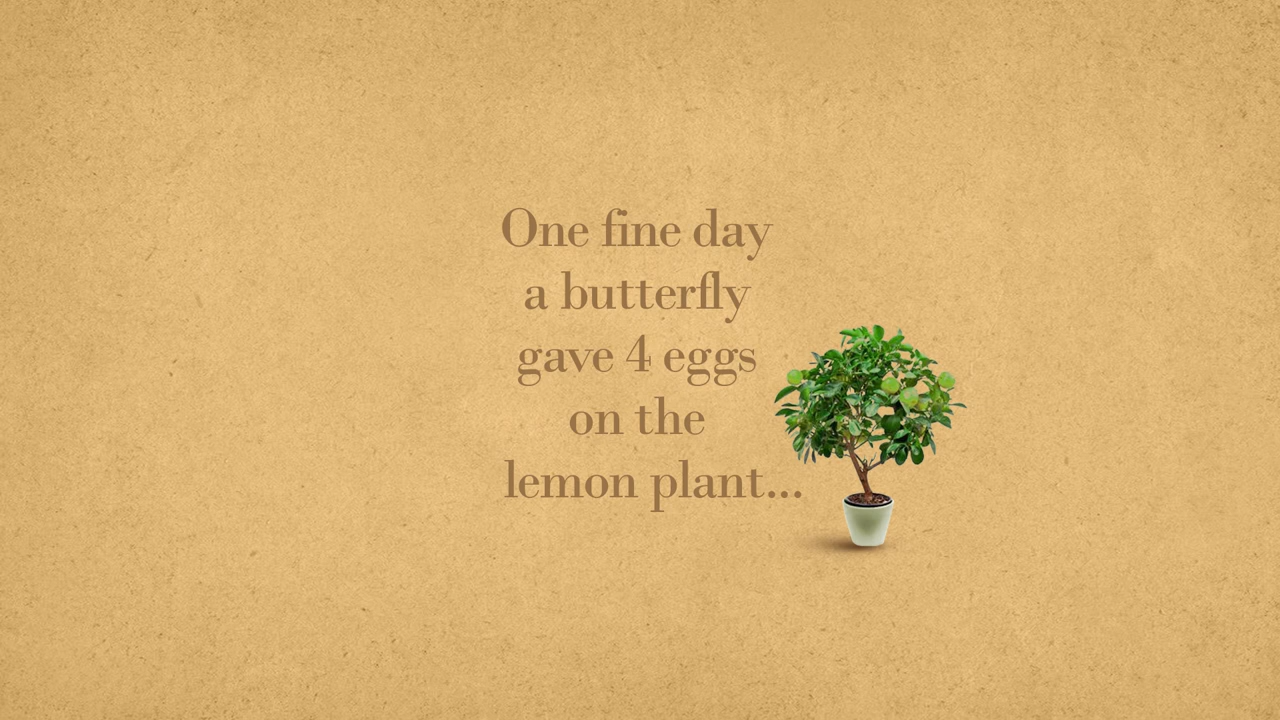 One fine day
a butterfly
gave 4 eggs
on the
lemon plant...